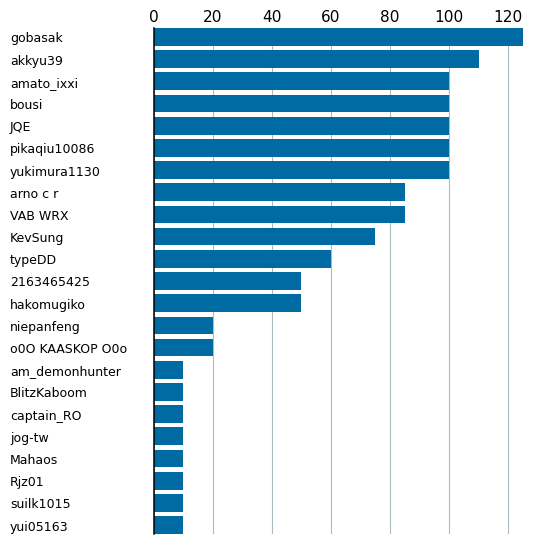 0 20 40 60 80 100 120
gobasak
akkyu39
amato_ixxi
bousi
JQE
pikaqiu10086
yukimura1130
arno c r
VAB WRX
KevSung
typeDD
2163465425
hakomugiko
niepanfeng
o0O KAASKOP O0o
am_demonhunter
BlitzKaboom
captain_RO
jog-tw
Mahaos
Rjz01
suilk1015
yui05163